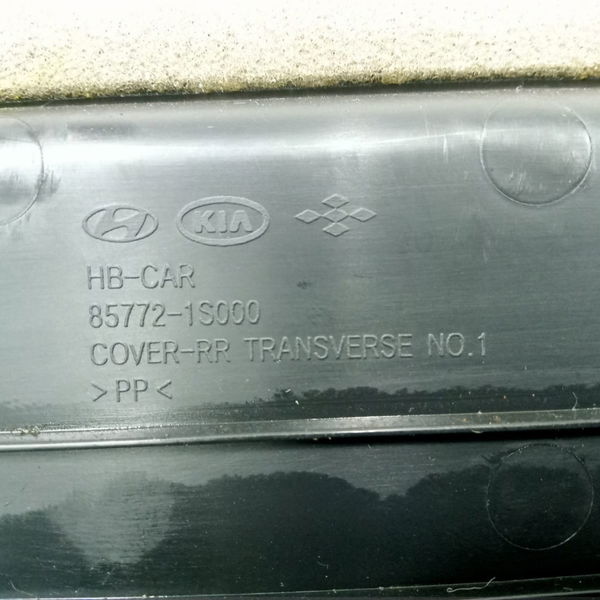 KIA
HB-CAR
85772-1S000
COVER-RR TRANSVERSE NO.1
>PP<